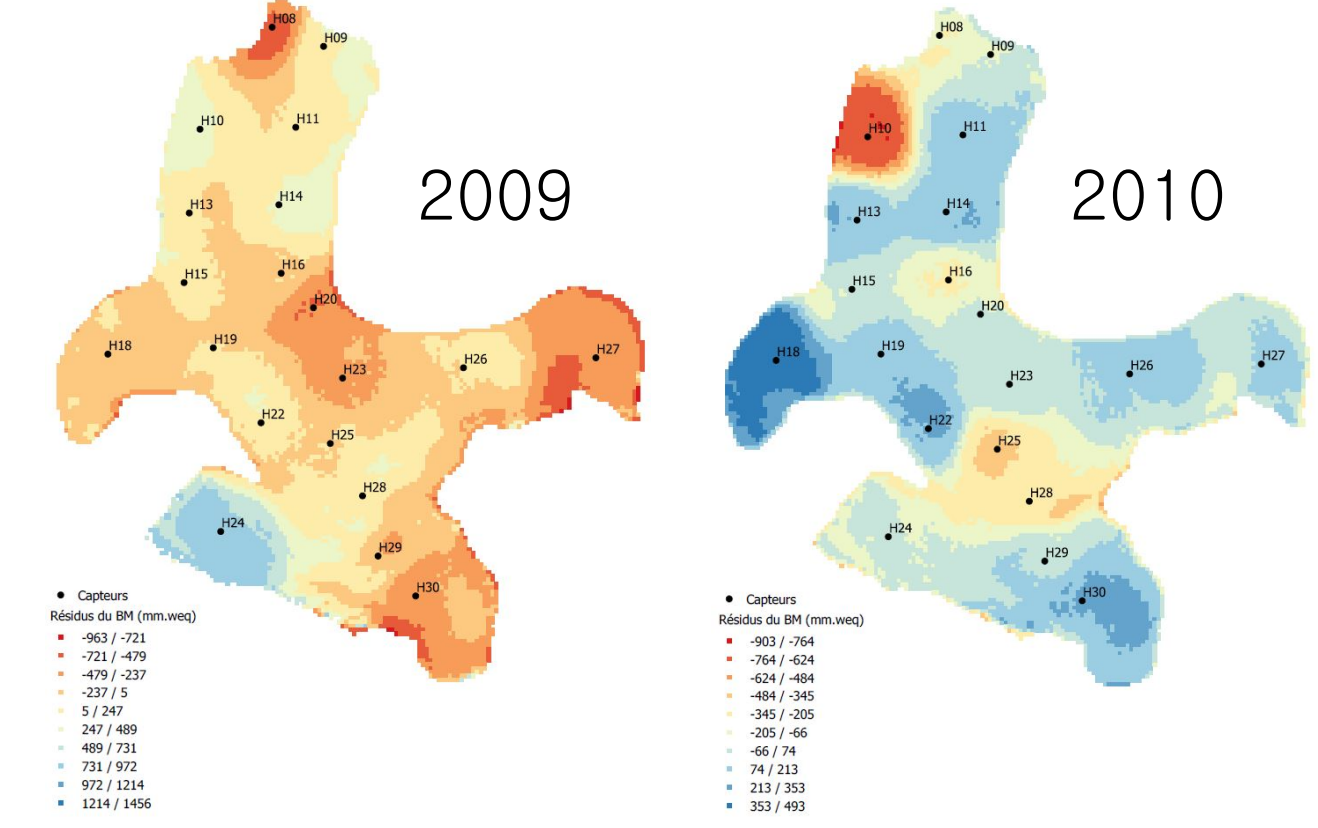 H08
H09
H10
H11
2009
H14
H13
H16
H15
H20
H18
H19
H26
H27
H23
H22
H25
H28
H24
H29
H30
Capteurs
Résidus du BM (mm.weq)
-963 / -721
-721 / -479
-479 / -237
-237 / 5
5 / 247
247 / 489
489 / 731
731 / 972
972 / 1214
1214 / 1456
H08
H09
H10
H11
2010
H13
H14
H16
H15
H20
H18
H19
H26
H27
H23
H22
H25
H28
H24
H29
H30
Capteurs
Résidus du BM (mm.weq)
-903 / -764
-764 / -624
-624 / -484
-484 / -345
-345 / -205
-205 / -66
-66 / 74
74 / 213
213 / 353
353 / 493